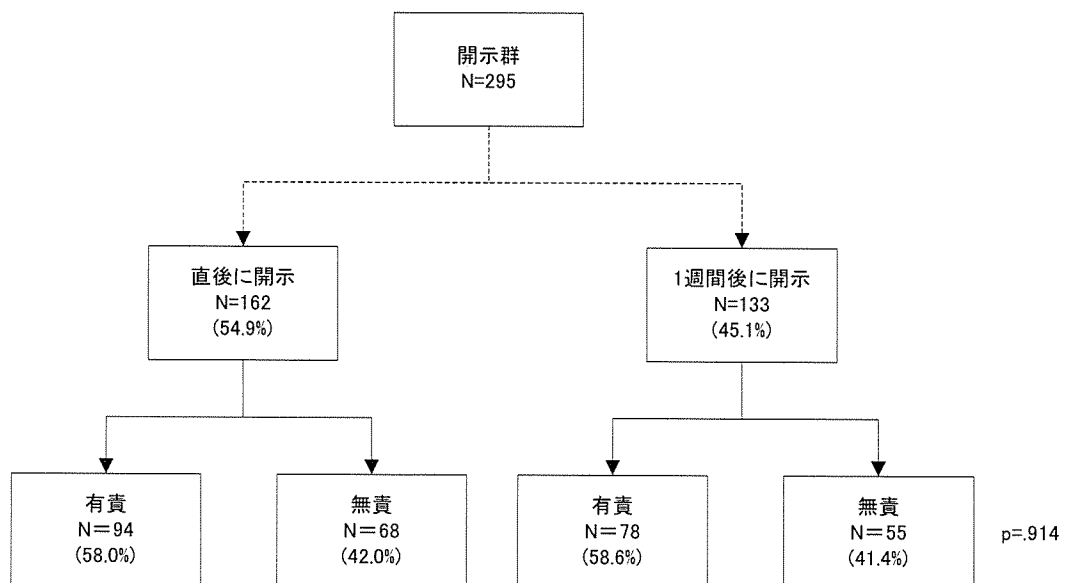 開示群
N=295
直後に開示
N=162
(54.9%)
1週間後に開示
N=133
(45.1%)
有責
N=94
(58.0%)
無責
N=68
(42.0%)
有責
N=78
(58.6%)
無責
N=55
(41.4%)
p=.914